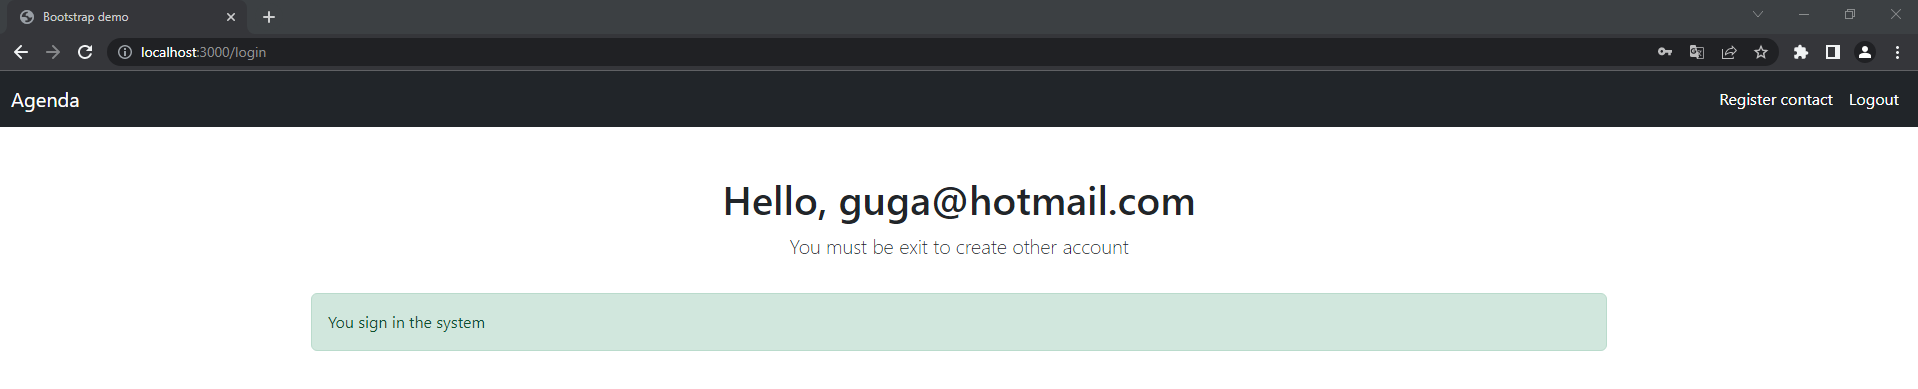 Bootstrap demo
localhost:3000/login
Agenda
Register contact
Logout
Hello, guga@hotmail.com
You must be exit to create other account
You sign in the system